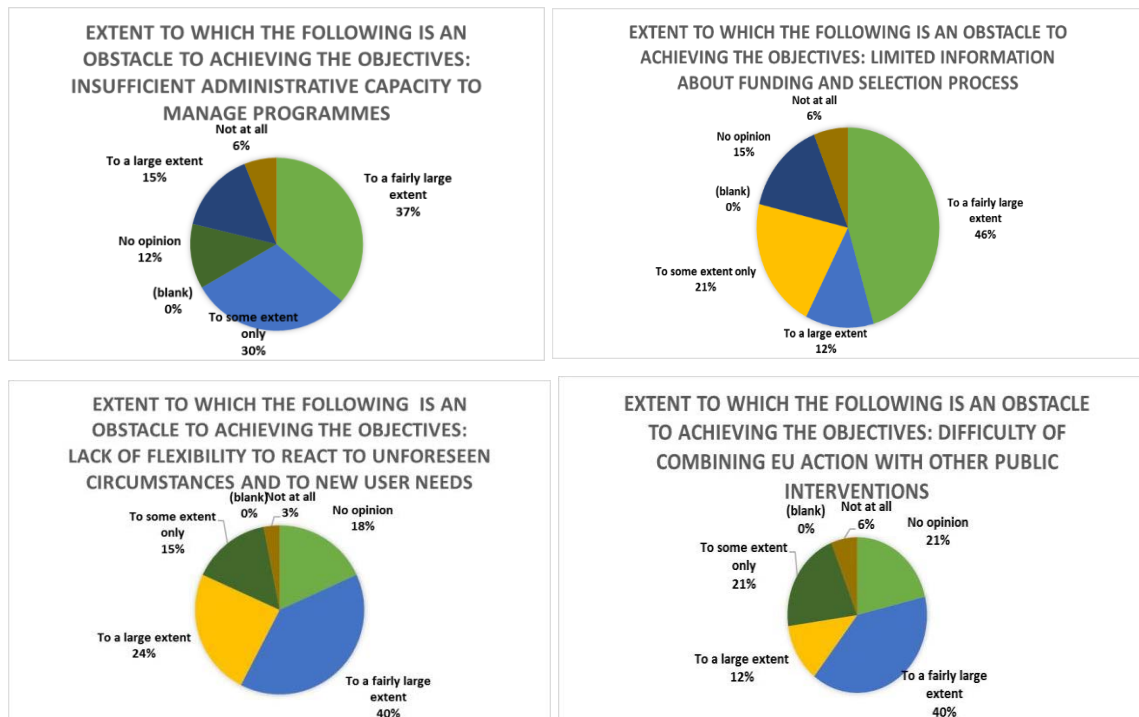 EXTENT TO WHICH THE FOLLOWING IS AN
OBSTACLE TO ACHIEVING THE OBJECTIVES:
INSUFFICIENT ADMINISTRATIVE CAPACITY TO
MANAGE PROGRAMMES
Not at all
6%
To a large extent
15%
To a fairly large
extent
37%
No opinion
12%
(blank)
0%
To some extent
only
30%
EXTENT TO WHICH THE FOLLOWING IS AN OBSTACLE TO
ACHIEVING THE OBJECTIVES: LIMITED INFORMATION
ABOUT FUNDING AND SELECTION PROCESS
Not at all
6%
No opinion
15%
(blank)
0%
To a fairly large
extent
46%
To some extent only
21%
To a large extent
12%
EXTENT TO WHICH THE FOLLOWING IS AN
OBSTACLE TO ACHIEVING THE OBJECTIVES:
LACK OF FLEXIBILITY TO REACT TO UNFORESEEN
CIRCUMSTANCES AND TO NEW USER NEEDS
(blank)
0%
Not at all
3%
No opinion
18%
To some extent
only
15%
To a large extent
24%
To a fairly large
extent
40%
EXTENT TO WHICH THE FOLLOWING IS AN OBSTACLE
TO ACHIEVING THE OBJECTIVES: DIFFICULTY OF
COMBINING EU ACTION WITH OTHER PUBLIC
INTERVENTIONS
(blank)
0%
Not at all
6%
No opinion
21%
To some extent
only
21%
To a large extent
12%
To a fairly large
extent
40%